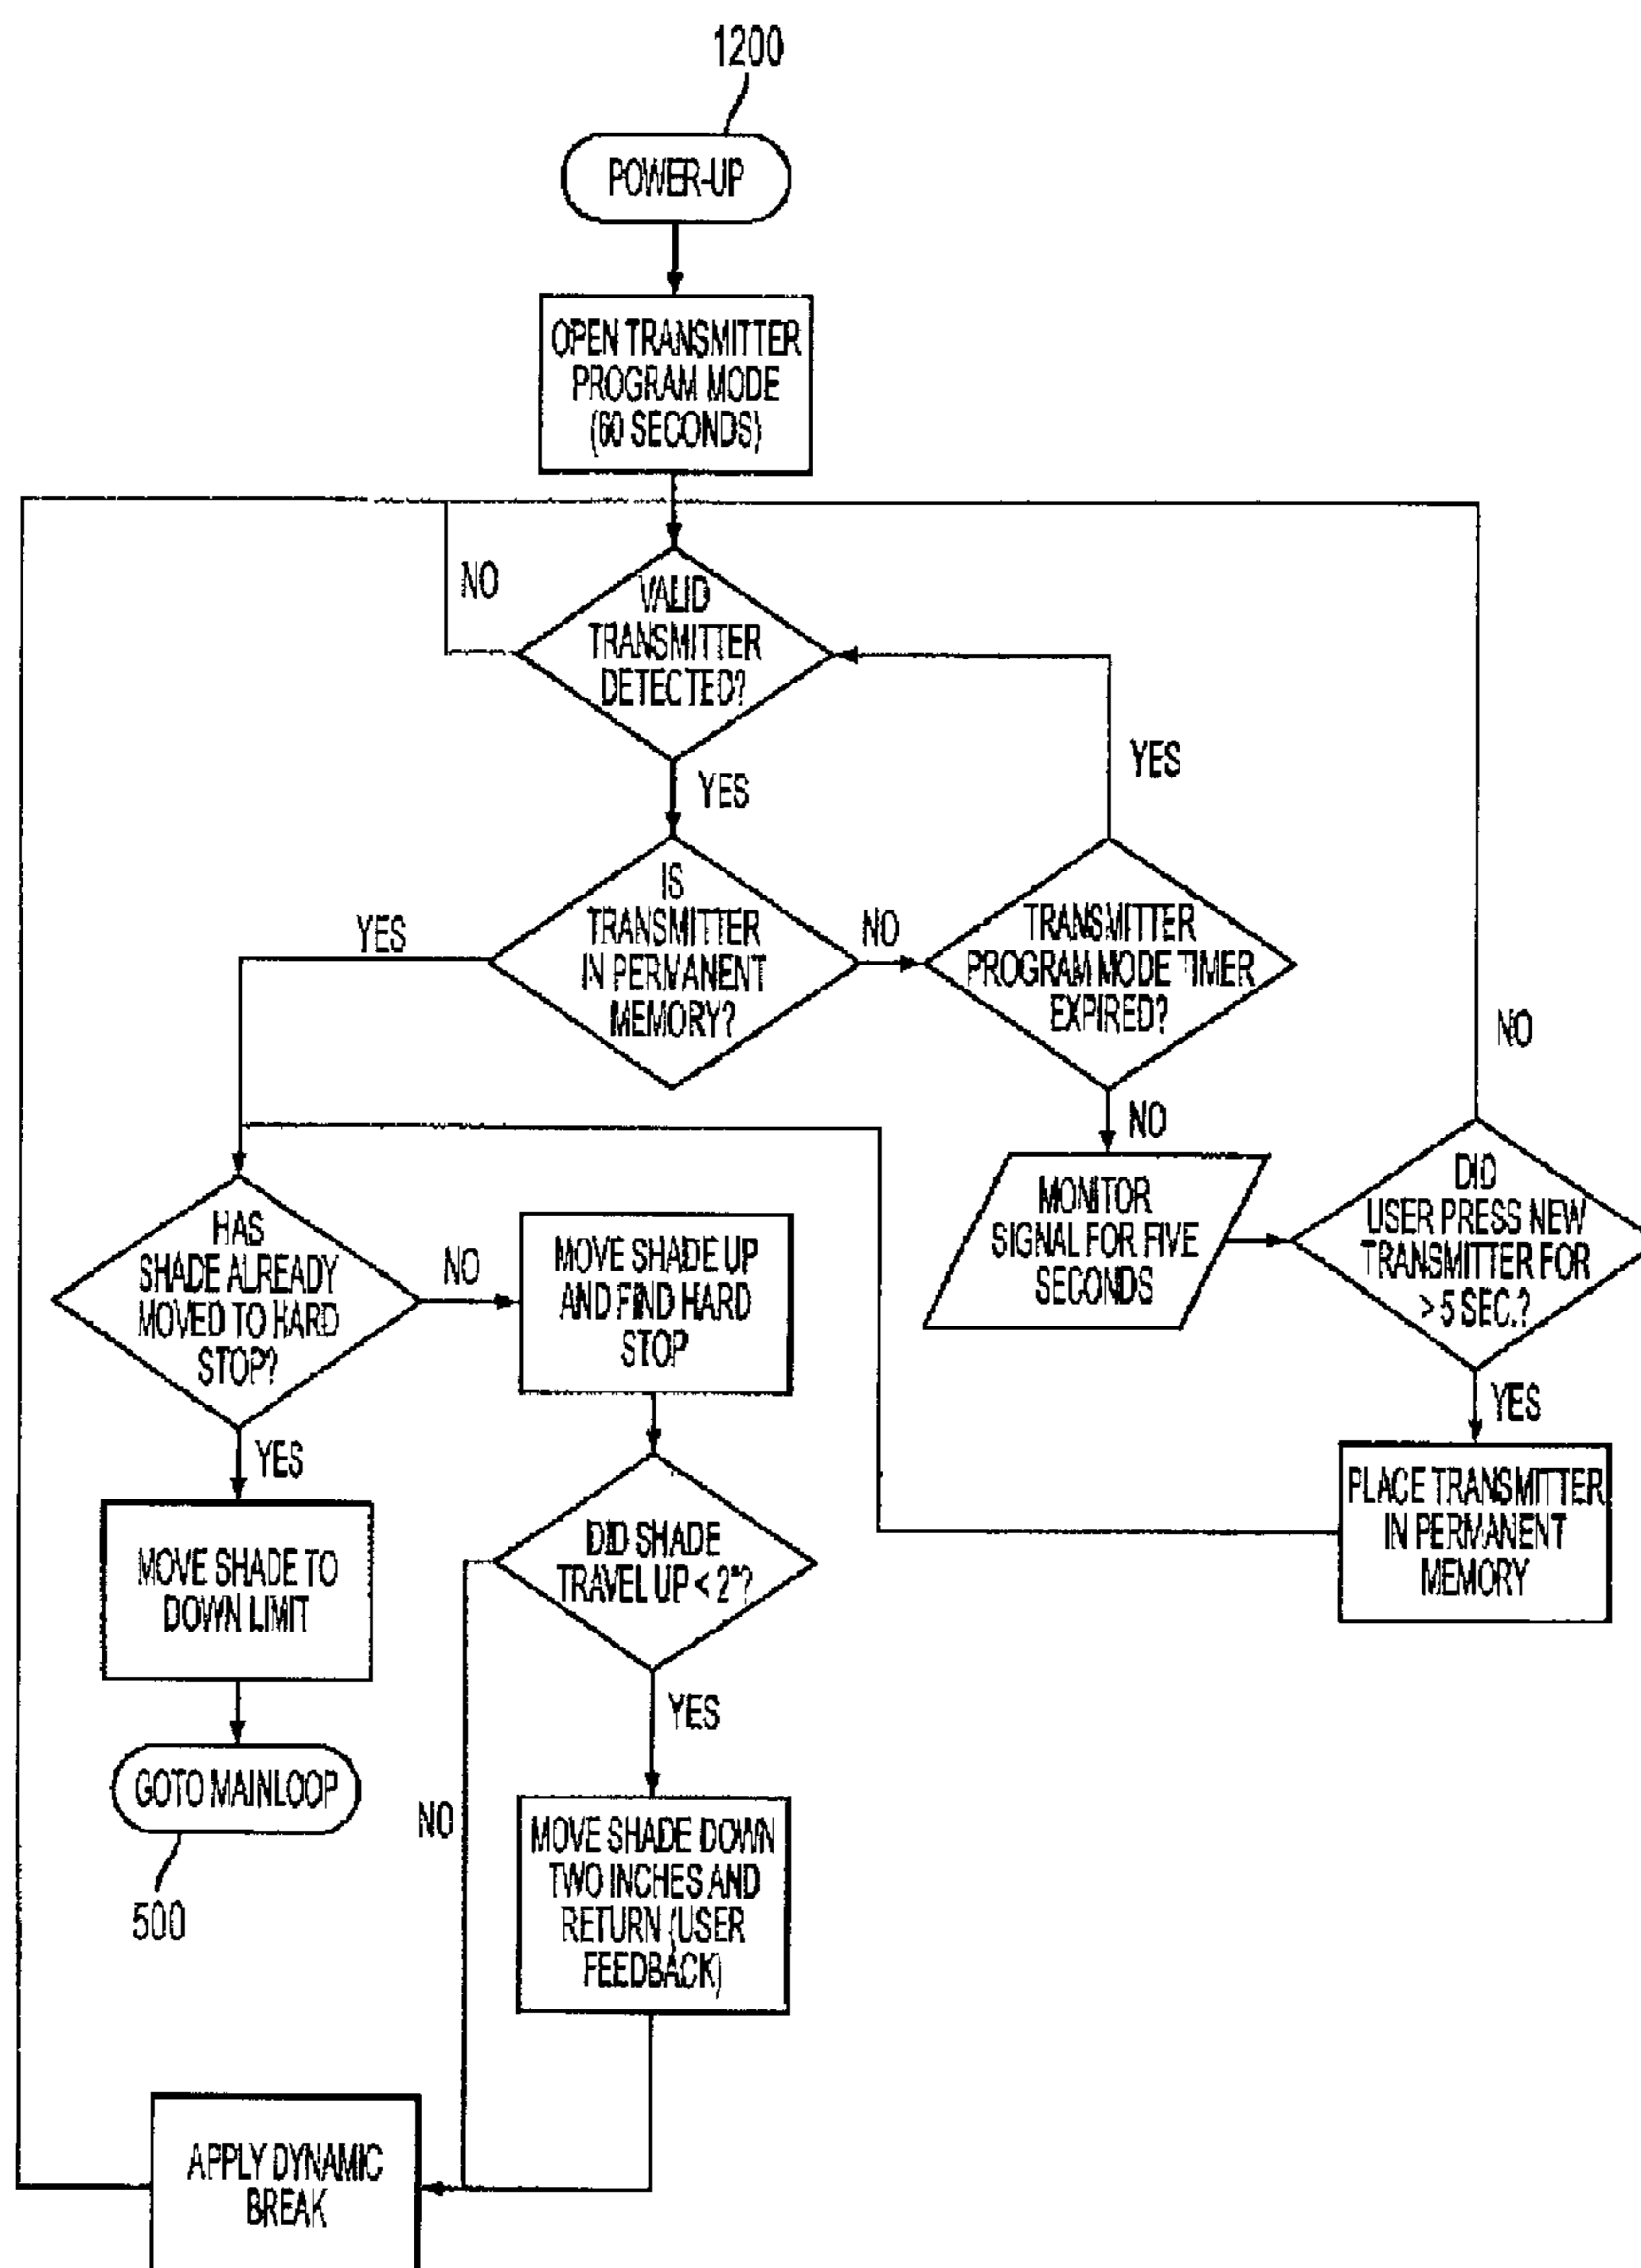 1200
POWER-UP
OPEN TRANSMITTER
PROGRAM MODE
(60 SECONDS)
NO
VALID
TRANSMITTER
DETECTED?
YES
YES
IS
TRANSMITTER
IN PERMANENT
MEMORY?
YES
NO
TRANSMITTER
PROGRAM MODE TIMER
EXPIRED?
NO
NO
MONITOR
SIGNAL FOR FIVE
SECONDS
DID
USER PRESS NEW
TRANSMITTER FOR
> 5 SEC.?
YES
PLACE TRANSMITTER
IN PERMANENT
MEMORY
HAS
SHADE ALREADY
MOVED TO HARD
STOP?
NO
MOVE SHADE UP
AND FIND HARD
STOP
YES
MOVE SHADE TO
DOWN LIMIT
GOTO MAINLOOP
500
DID SHADE
TRAVEL UP < 2"?
NO
YES
MOVE SHADE DOWN
TWO INCHES AND
RETURN (USER
FEEDBACK)
APPLY DYNAMIC
BREAK